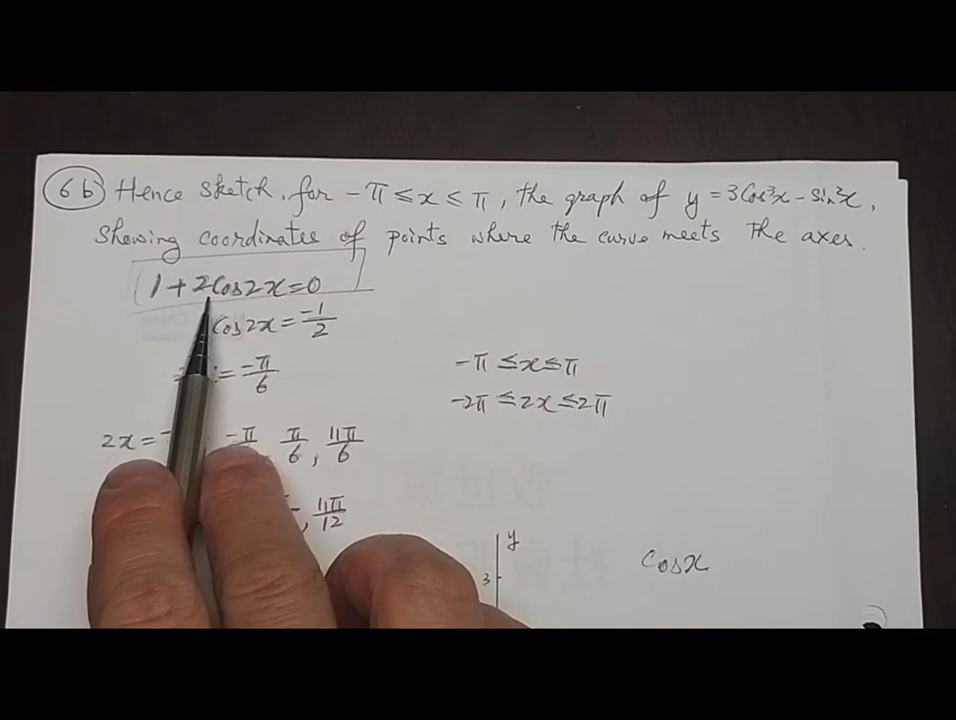 6b Hence sketch, for -π ≤ x ≤ π, the graph of y = 3cos²x - sin²x,
showing coordinates of points where the curve meets the axes.
1 + 2cos2x = 0
cos2x = -1/2
= -π/6
-π ≤ x ≤ π
-2π ≤ 2x ≤ 2π
2x = -π/6, π/6, 11π/6
, 11π/12
y
3
cosx